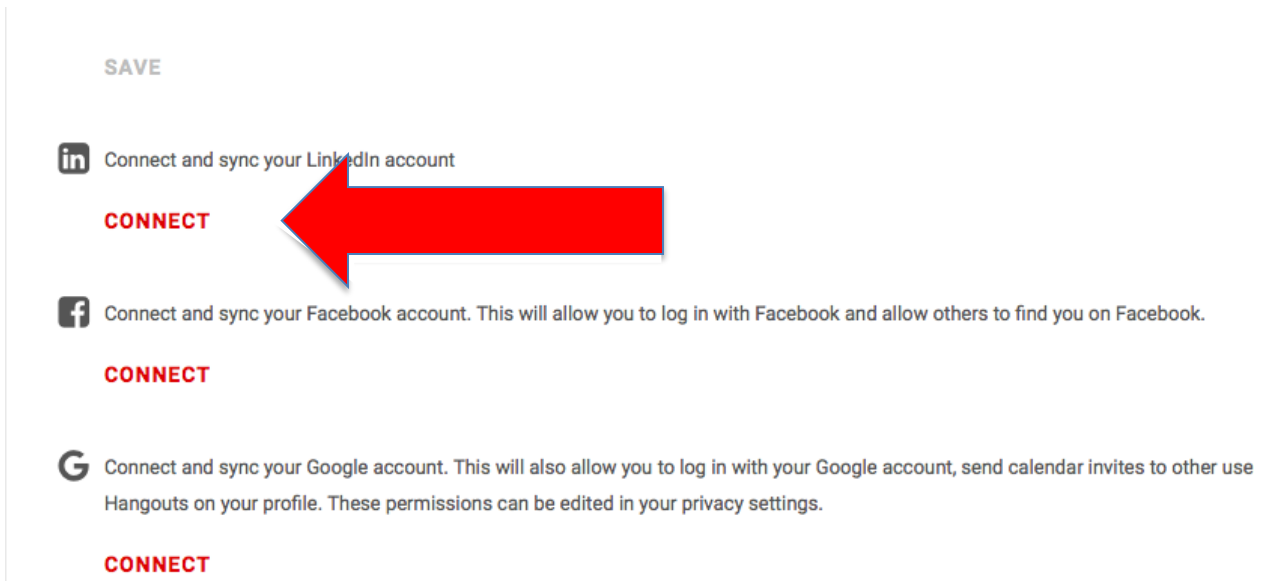 SAVE
in Connect and sync your LinkedIn account
CONNECT
f Connect and sync your Facebook account. This will allow you to log in with Facebook and allow others to find you on Facebook.
CONNECT
G Connect and sync your Google account. This will also allow you to log in with your Google account, send calendar invites to other use
Hangouts on your profile. These permissions can be edited in your privacy settings.
CONNECT